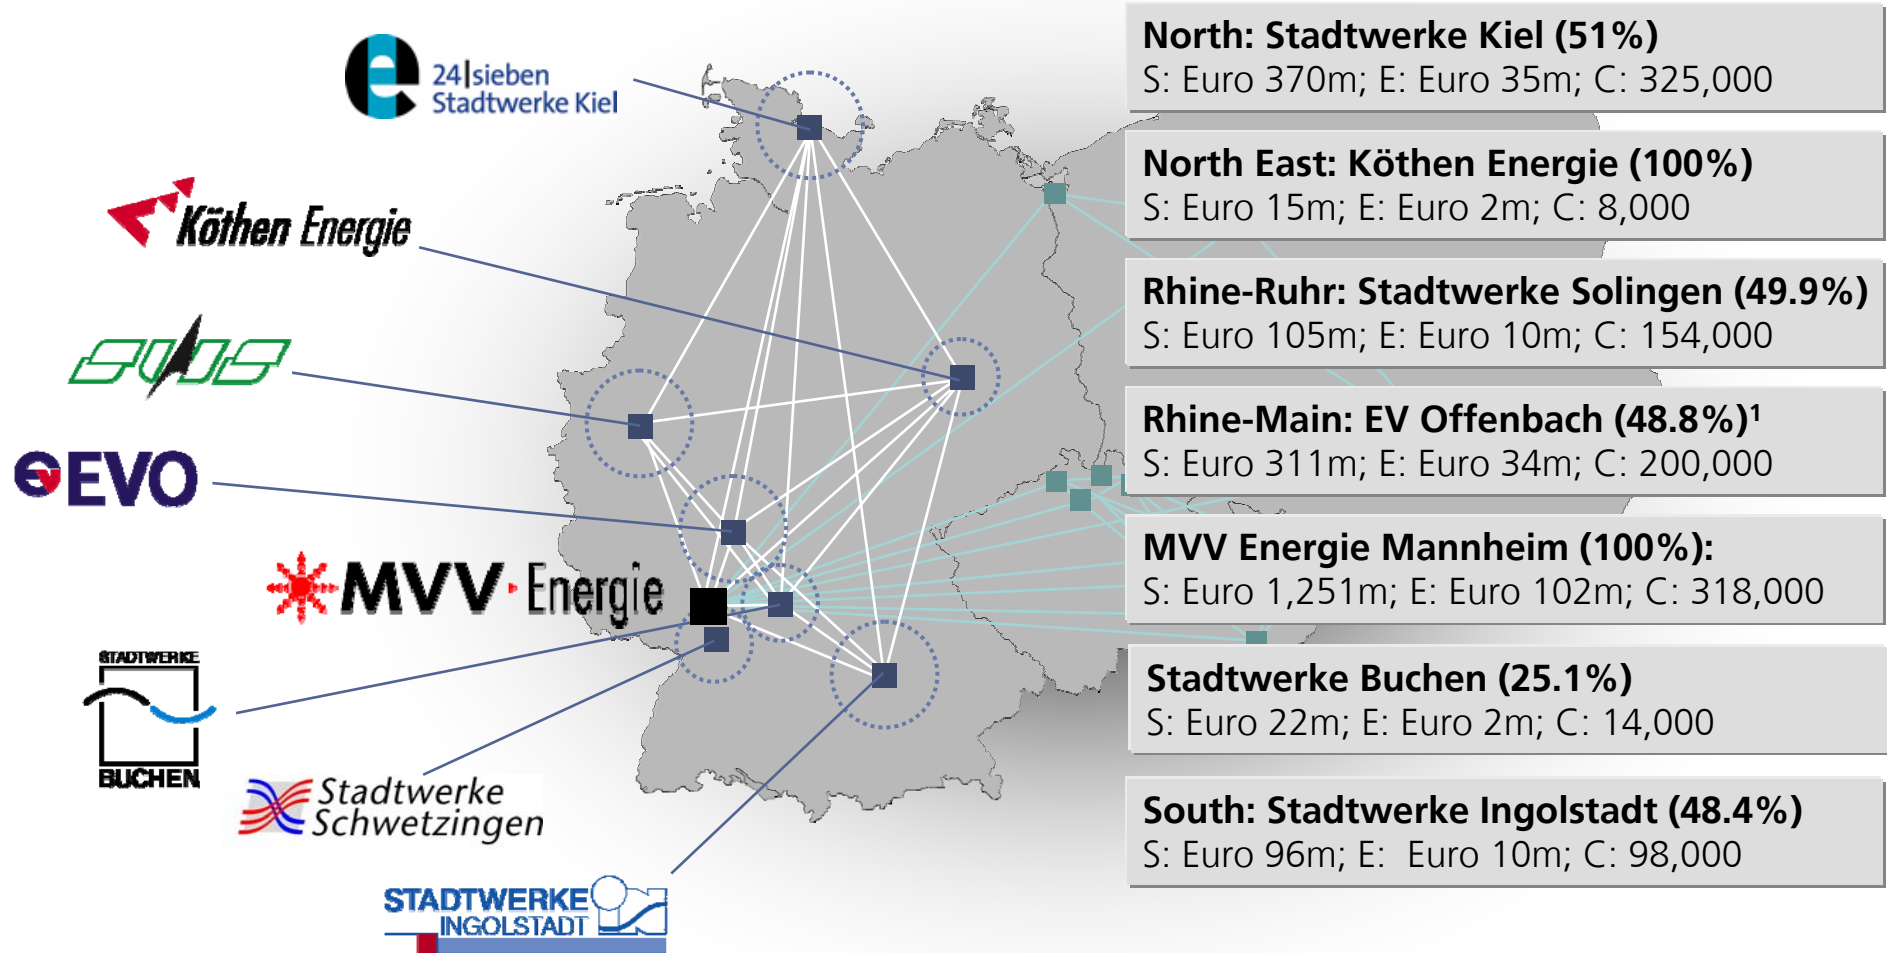 24|sieben
Stadtwerke Kiel
Köthen Energie
SWS
EVO
MVV Energie
STADTWERKE
BUCHEN
Stadtwerke
Schwetzingen
STADTWERKE
INGOLSTADT
North: Stadtwerke Kiel (51%)
S: Euro 370m; E: Euro 35m; C: 325,000
North East: Köthen Energie (100%)
S: Euro 15m; E: Euro 2m; C: 8,000
Rhine-Ruhr: Stadtwerke Solingen (49.9%)
S: Euro 105m; E: Euro 10m; C: 154,000
Rhine-Main: EV Offenbach (48.8%)¹
S: Euro 311m; E: Euro 34m; C: 200,000
MVV Energie Mannheim (100%):
S: Euro 1,251m; E: Euro 102m; C: 318,000
Stadtwerke Buchen (25.1%)
S: Euro 22m; E: Euro 2m; C: 14,000
South: Stadtwerke Ingolstadt (48.4%)
S: Euro 96m; E:  Euro 10m; C: 98,000